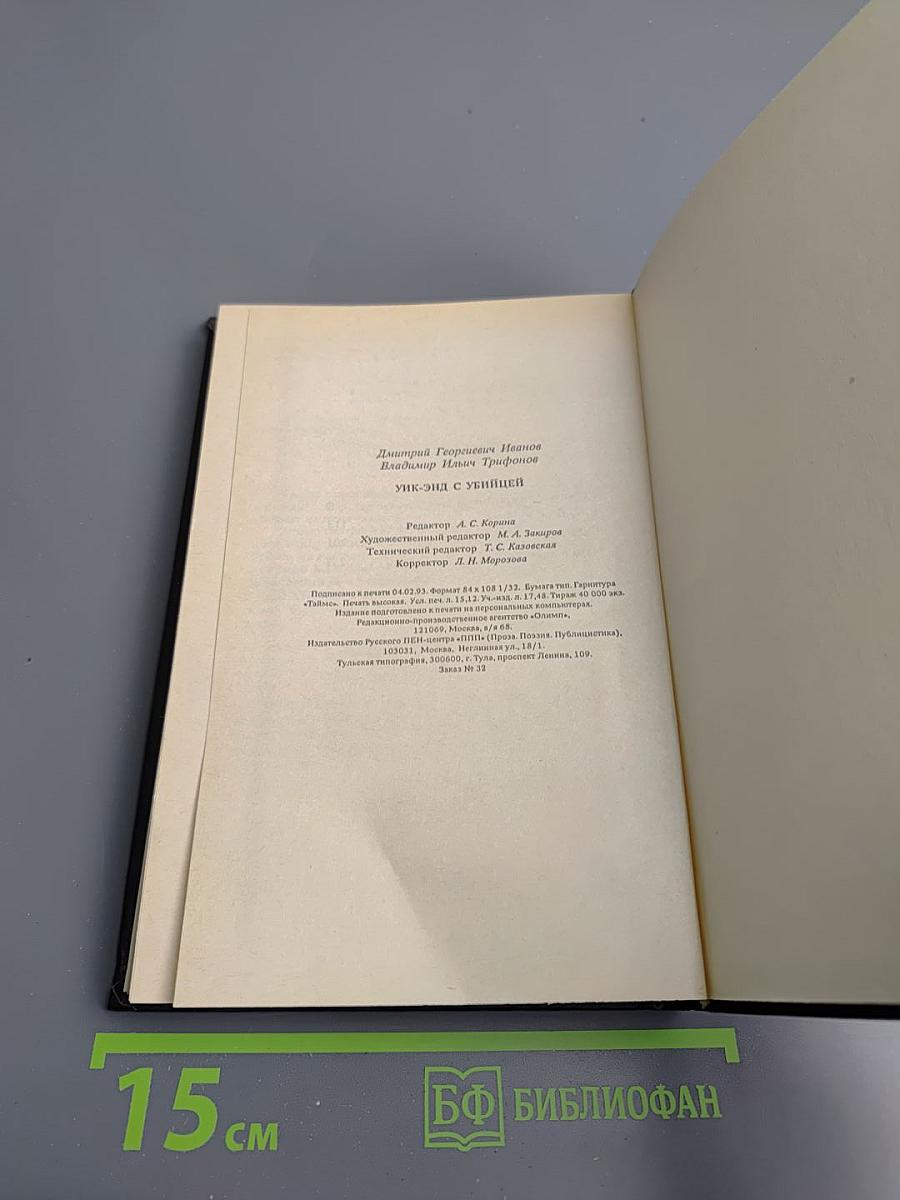 Дмитрий Георгиевич Иванов
Владимир Ильич Трифонов
УИК-ЭНД С УБИЙЦЕЙ
Редактор А. С. Корина
Художественный редактор М. А. Закиров
Технический редактор Т. С. Казовская
Корректор Л. Н. Морозова
Подписано к печати 04.02.93. Формат 84 х 108 1/32. Бумага тип. Гарнитура
«Таймс». Печать высокая. Усл. печ. л. 15,12. Уч.-изд. л. 17,48. Тираж 40 000 экз.
Издание подготовлено к печати на персональных компьютерах.
Редакционно-производственное агентство «Олимп»,
121069, Москва, а/я 68.
Издательство Русского ПЕН-центра «ППП» (Проза. Поэзия. Публицистика),
103031, Москва, Неглинная ул., 18/1.
Тульская типография, 300600, г. Тула, проспект Ленина, 109.
Заказ № 32
15 см
БФ БИБЛИОФАН